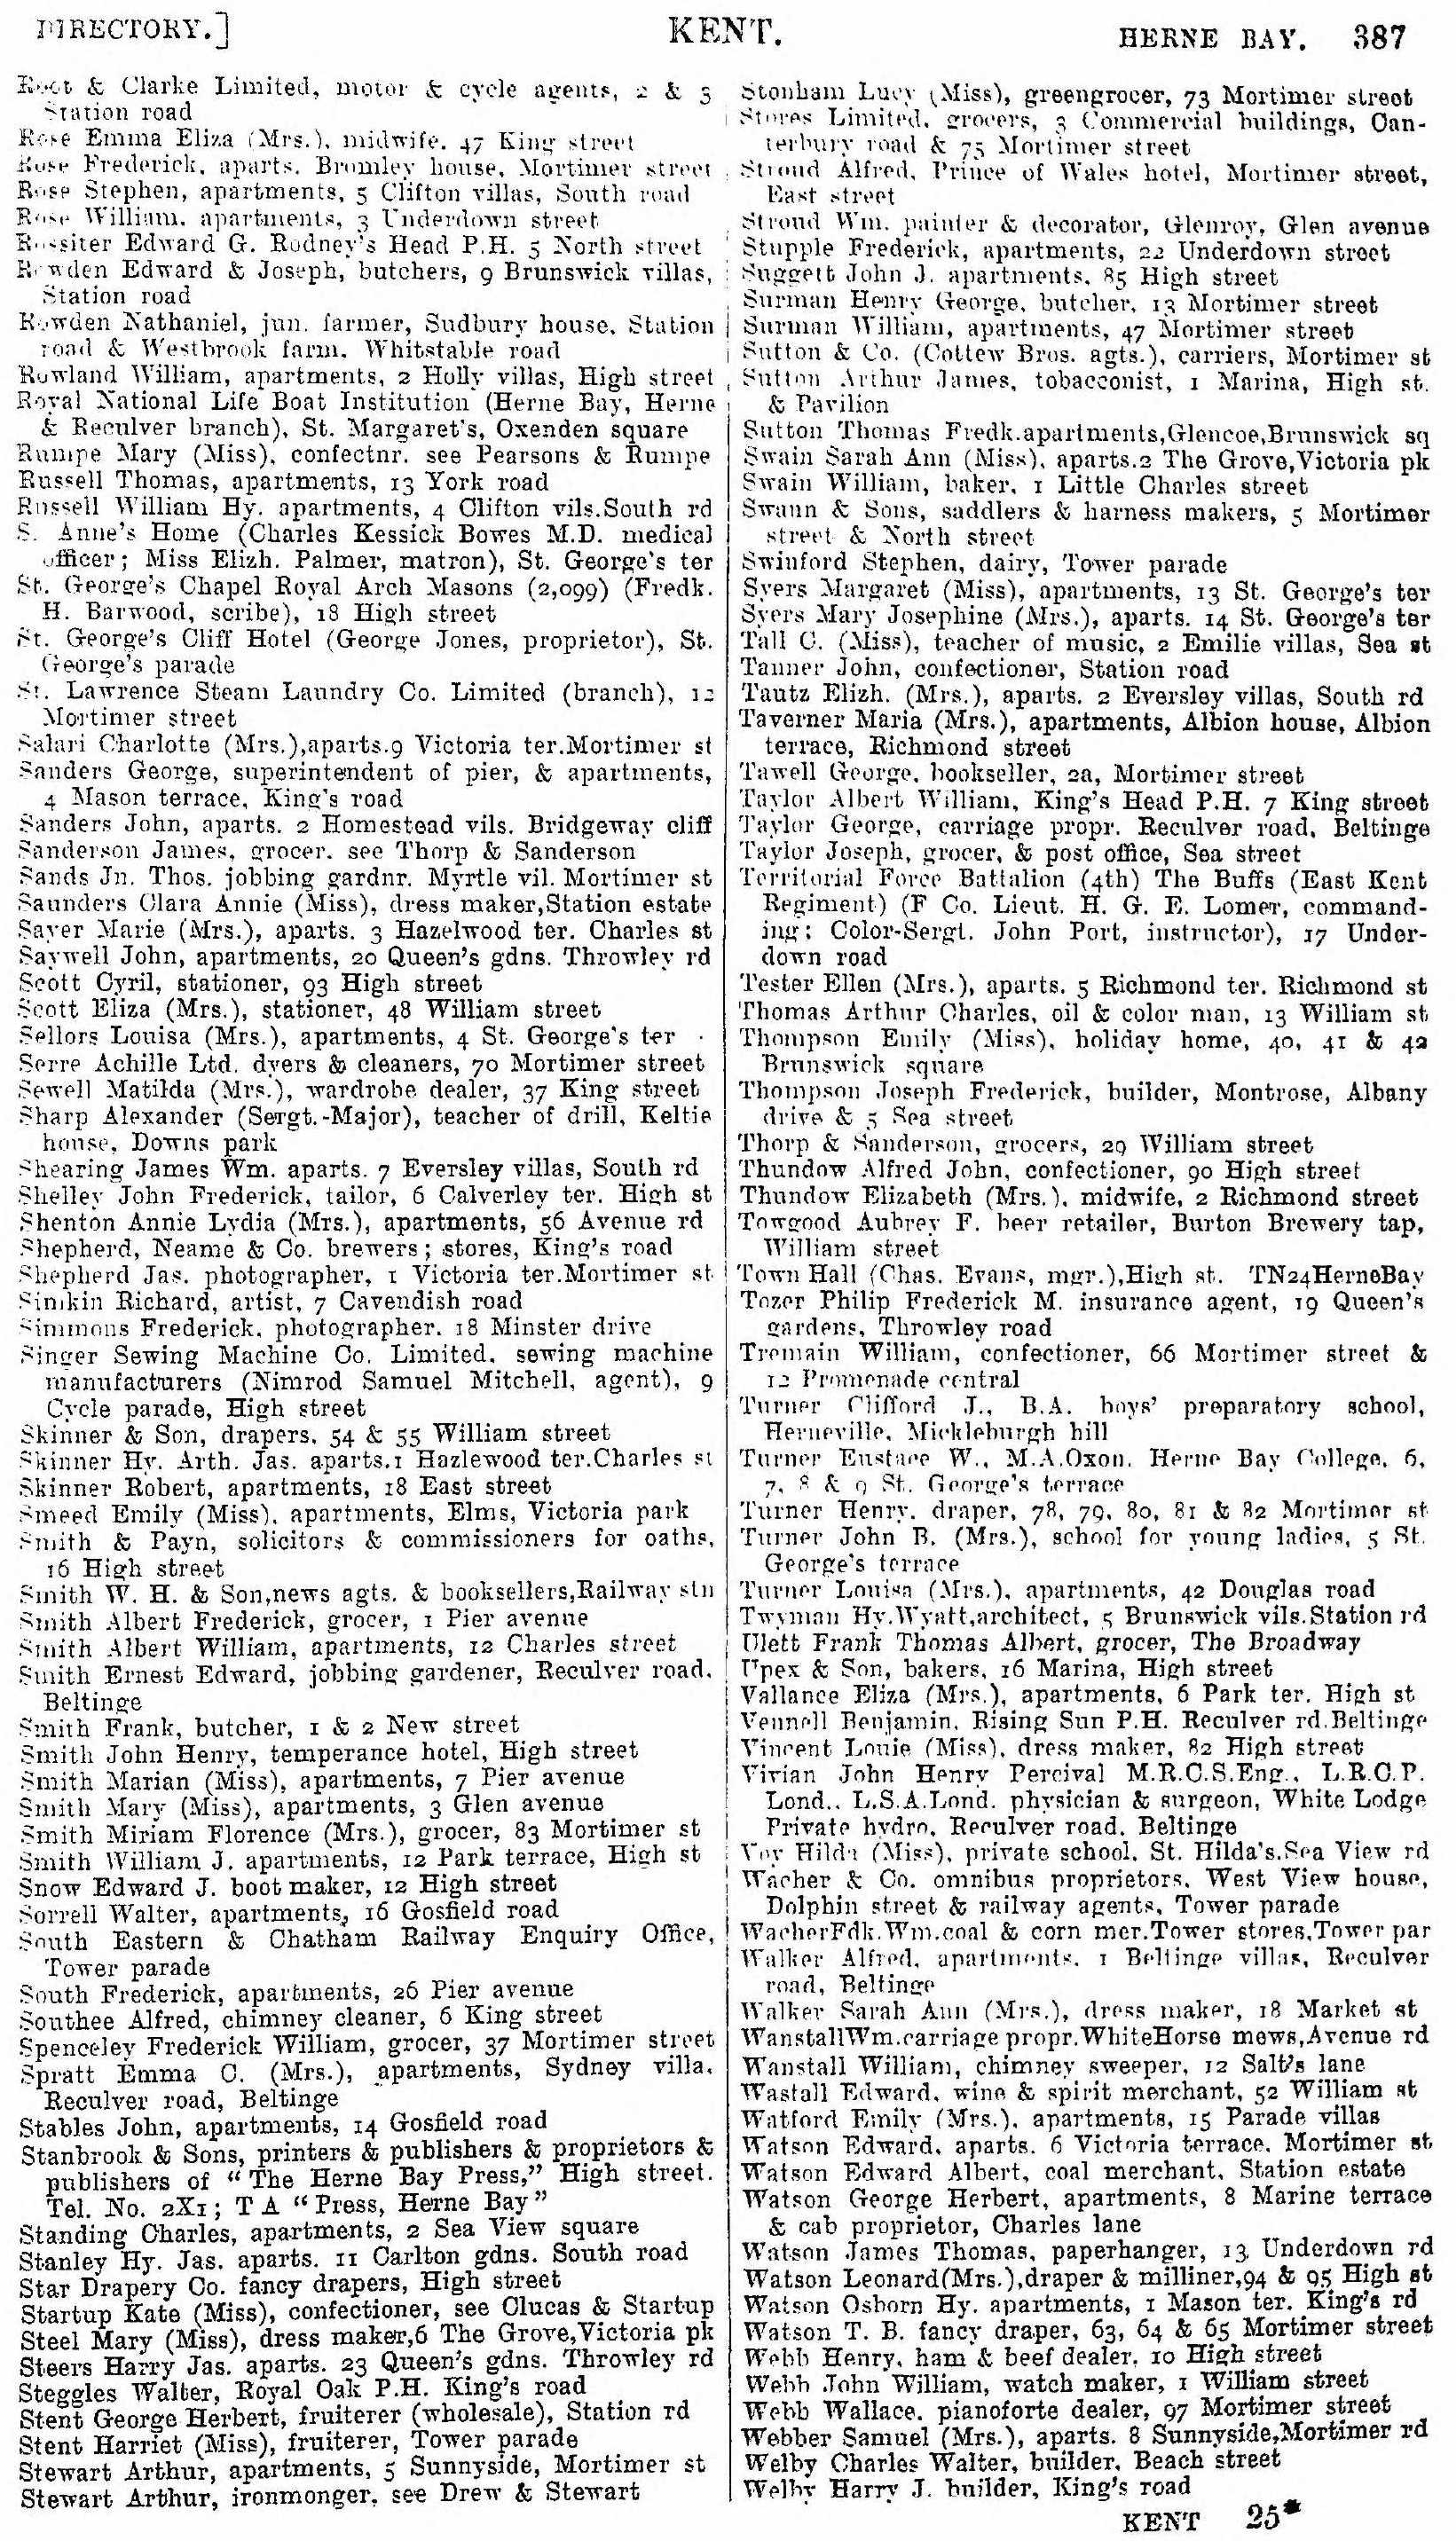 DIRECTORY.] KENT. HERNE BAY. 387
Root & Clarke Limited, motor & cycle agents, 2 & 3
Station road
Rose Emma Eliza (Mrs.), midwife, 47 King street
Rose Frederick, aparts. Bromley house, Mortimer street
Rose Stephen, apartments, 5 Clifton villas, South road
Rose William, apartments, 3 Underdown street
Rossiter Edward G. Rodney's Head P.H. 5 North street
Rowden Edward & Joseph, butchers, 9 Brunswick villas,
Station road
Rowden Nathaniel, jun. farmer, Sudbury house, Station
road & Westbrook farm, Whitstable road
Rowland William, apartments, 2 Holly villas, High street
Royal National Life Boat Institution (Herne Bay, Herne
& Reculver branch), St. Margaret's, Oxenden square
Rumpe Mary (Miss), confectnr. see Pearsons & Rumpe
Russell Thomas, apartments, 13 York road
Russell William Hy. apartments, 4 Clifton vils.South rd
S. Anne's Home (Charles Kessick Bowes M.D. medical
officer; Miss Elizh. Palmer, matron), St. George's ter
St. George's Chapel Royal Arch Masons (2,099) (Fredk.
H. Barwood, scribe), 18 High street
St. George's Cliff Hotel (George Jones, proprietor), St.
George's parade
St. Lawrence Steam Laundry Co. Limited (branch), 12
Mortimer street
Salari Charlotte (Mrs.),aparts.9 Victoria ter.Mortimer st
Sanders George, superintendent of pier, & apartments,
4 Mason terrace, King's road
Sanders John, aparts. 2 Homestead vils. Bridgeway cliff
Sanderson James, grocer, see Thorp & Sanderson
Sands Jn. Thos. jobbing gardnr. Myrtle vil. Mortimer st
Saunders Clara Annie (Miss), dress maker,Station estate
Sayer Marie (Mrs.), aparts. 3 Hazelwood ter. Charles st
Saywell John, apartments, 20 Queen's gdns. Throwley rd
Scott Cyril, stationer, 93 High street
Scott Eliza (Mrs.), stationer, 48 William street
Sellors Louisa (Mrs.), apartments, 4 St. George's ter
Serre Achille Ltd. dyers & cleaners, 70 Mortimer street
Sewell Matilda (Mrs.), wardrobe dealer, 37 King street
Sharp Alexander (Sergt.-Major), teacher of drill, Keltie
house, Downs park
Shearing James Wm. aparts. 7 Eversley villas, South rd
Shelley John Frederick, tailor, 6 Calverley ter. High st
Shenton Annie Lydia (Mrs.), apartments, 56 Avenue rd
Shepherd, Neame & Co. brewers; stores, King's road
Shepherd Jas. photographer, 1 Victoria ter.Mortimer st
Simkin Richard, artist, 7 Cavendish road
Simmons Frederick, photographer, 18 Minster drive
Singer Sewing Machine Co. Limited, sewing machine
manufacturers (Nimrod Samuel Mitchell, agent), 9
Cycle parade, High street
Skinner & Son, drapers, 54 & 55 William street
Skinner Hy. Arth. Jas. aparts.1 Hazlewood ter.Charles st
Skinner Robert, apartments, 18 East street
Smeed Emily (Miss), apartments, Elms, Victoria park
Smith & Payn, solicitors & commissioners for oaths,
16 High street
Smith W. H. & Son,news agts. & booksellers,Railway stn
Smith Albert Frederick, grocer, 1 Pier avenue
Smith Albert William, apartments, 12 Charles street
Smith Ernest Edward, jobbing gardener, Reculver road,
Beltinge
Smith Frank, butcher, 1 & 2 New street
Smith John Henry, temperance hotel, High street
Smith Marian (Miss), apartments, 7 Pier avenue
Smith Mary (Miss), apartments, 3 Glen avenue
Smith Miriam Florence (Mrs.), grocer, 83 Mortimer st
Smith William J. apartments, 12 Park terrace, High st
Snow Edward J. boot maker, 12 High street
Sorrell Walter, apartments, 16 Gosfield road
South Eastern & Chatham Railway Enquiry Office,
Tower parade
South Frederick, apartments, 26 Pier avenue
Southee Alfred, chimney cleaner, 6 King street
Spenceley Frederick William, grocer, 37 Mortimer street
Spratt Emma C. (Mrs.), apartments, Sydney villa,
Reculver road, Beltinge
Stables John, apartments, 14 Gosfield road
Stanbrook & Sons, printers & publishers & proprietors &
publishers of "The Herne Bay Press," High street.
Tel. No. 2X1; T A "Press, Herne Bay"
Standing Charles, apartments, 2 Sea View square
Stanley Hy. Jas. aparts. 11 Carlton gdns. South road
Star Drapery Co. fancy drapers, High street
Startup Kate (Miss), confectioner, see Clucas & Startup
Steel Mary (Miss), dress maker,6 The Grove,Victoria pk
Steers Harry Jas. aparts. 23 Queen's gdns. Throwley rd
Steggles Walter, Royal Oak P.H. King's road
Stent George Herbert, fruiterer (wholesale), Station rd
Stent Harriet (Miss), fruiterer, Tower parade
Stewart Arthur, apartments, 5 Sunnyside, Mortimer st
Stewart Arthur, ironmonger, see Drew & Stewart
Stonham Lucy (Miss), greengrocer, 73 Mortimer street
Stores Limited, grocers, 3 Commercial buildings, Can-
terbury road & 75 Mortimer street
Stroud Alfred, Prince of Wales hotel, Mortimer street,
East street
Stroud Wm. painter & decorator, Glenroy, Glen avenue
Stupple Frederick, apartments, 22 Underdown street
Suggett John J. apartments, 85 High street
Surman Henry George, butcher, 13 Mortimer street
Surman William, apartments, 47 Mortimer street
Sutton & Co. (Cottew Bros. agts.), carriers, Mortimer st
Sutton Arthur James, tobacconist, 1 Marina, High st.
& Pavilion
Sutton Thomas Fredk.apartments,Glencoe,Brunswick sq
Swain Sarah Ann (Miss), aparts.2 The Grove,Victoria pk
Swain William, baker, 1 Little Charles street
Swann & Sons, saddlers & harness makers, 5 Mortimer
street & North street
Swinford Stephen, dairy, Tower parade
Syers Margaret (Miss), apartments, 13 St. George's ter
Syers Mary Josephine (Mrs.), aparts. 14 St. George's ter
Tall C. (Miss), teacher of music, 2 Emilie villas, Sea st
Tanner John, confectioner, Station road
Tautz Elizh. (Mrs.), aparts. 2 Eversley villas, South rd
Taverner Maria (Mrs.), apartments, Albion house, Albion
terrace, Richmond street
Tawell George, bookseller, 2a, Mortimer street
Taylor Albert William, King's Head P.H. 7 King street
Taylor George, carriage propr. Reculver road, Beltinge
Taylor Joseph, grocer, & post office, Sea street
Territorial Force Battalion (4th) The Buffs (East Kent
Regiment) (F Co. Lieut. H. G. E. Lomer, command-
ing; Color-Sergt. John Port, instructor), 17 Under-
down road
Tester Ellen (Mrs.), aparts. 5 Richmond ter. Richmond st
Thomas Arthur Charles, oil & color man, 13 William st
Thompson Emily (Miss), holiday home, 40, 41 & 42
Brunswick square
Thompson Joseph Frederick, builder, Montrose, Albany
drive & 5 Sea street
Thorp & Sanderson, grocers, 29 William street
Thundow Alfred John, confectioner, 90 High street
Thundow Elizabeth (Mrs.), midwife, 2 Richmond street
Towgood Aubrey F. beer retailer, Burton Brewery tap,
William street
Town Hall (Chas. Evans, mgr.),High st. TN24HerneBay
Tozer Philip Frederick M. insurance agent, 19 Queen's
gardens, Throwley road
Tremain William, confectioner, 66 Mortimer street &
12 Promenade central
Turner Clifford J., B.A. boys' preparatory school,
Herneville, Mickleburgh hill
Turner Eustace W., M.A.Oxon. Herne Bay College, 6,
7, 8 & 9 St. George's terrace
Turner Henry, draper, 78, 79, 80, 81 & 82 Mortimer st
Turner John B. (Mrs.), school for young ladies, 5 St.
George's terrace
Turner Louisa (Mrs.), apartments, 42 Douglas road
Twyman Hy.Wyatt,architect, 5 Brunswick vils.Station rd
Ulett Frank Thomas Albert, grocer, The Broadway
Upex & Son, bakers, 16 Marina, High street
Vallance Eliza (Mrs.), apartments, 6 Park ter. High st
Vennell Benjamin, Rising Sun P.H. Reculver rd.Beltinge
Vincent Louie (Miss), dress maker, 82 High street
Vivian John Henry Percival M.R.C.S.Eng., L.R.C.P.
Lond., L.S.A.Lond. physician & surgeon, White Lodge
Private hydro, Reculver road, Beltinge
Voy Hilda (Miss), private school, St. Hilda's.Sea View rd
Wacher & Co. omnibus proprietors, West View house,
Dolphin street & railway agents, Tower parade
WacherFdk.Wm.coal & corn mer.Tower stores,Tower par
Walker Alfred, apartments, 1 Beltinge villas, Reculver
road, Beltinge
Walker Sarah Ann (Mrs.), dress maker, 18 Market st
WanstallWm.carriage propr.WhiteHorse mews,Avenue rd
Wanstall William, chimney sweeper, 12 Salt's lane
Wastall Edward, wine & spirit merchant, 52 William st
Watford Emily (Mrs.), apartments, 15 Parade villas
Watson Edward, aparts. 6 Victoria terrace, Mortimer st
Watson Edward Albert, coal merchant, Station estate
Watson George Herbert, apartments, 8 Marine terrace
& cab proprietor, Charles lane
Watson James Thomas, paperhanger, 13 Underdown rd
Watson Leonard(Mrs.),draper & milliner,94 & 95 High st
Watson Osborn Hy. apartments, 1 Mason ter. King's rd
Watson T. B. fancy draper, 63, 64 & 65 Mortimer street
Webb Henry, ham & beef dealer, 10 High street
Webb John William, watch maker, 1 William street
Webb Wallace, pianoforte dealer, 97 Mortimer street
Webber Samuel (Mrs.), aparts. 8 Sunnyside,Mortimer rd
Welby Charles Walter, builder, Beach street
Welby Harry J. builder, King's road
KENT 25*